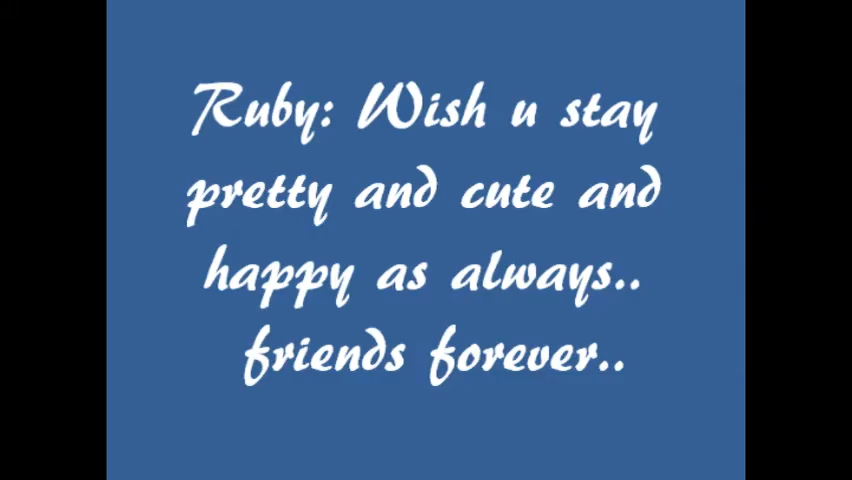 Ruby: Wish u stay
pretty and cute and
happy as always..
friends forever..